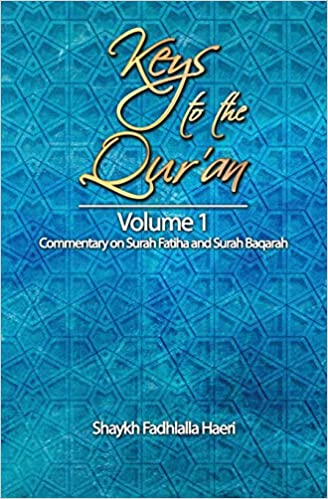 Keys
to the
Qur'an
Volume 1
Commentary on Surah Fatiha and Surah Baqarah
Shaykh Fadhlalla Haeri